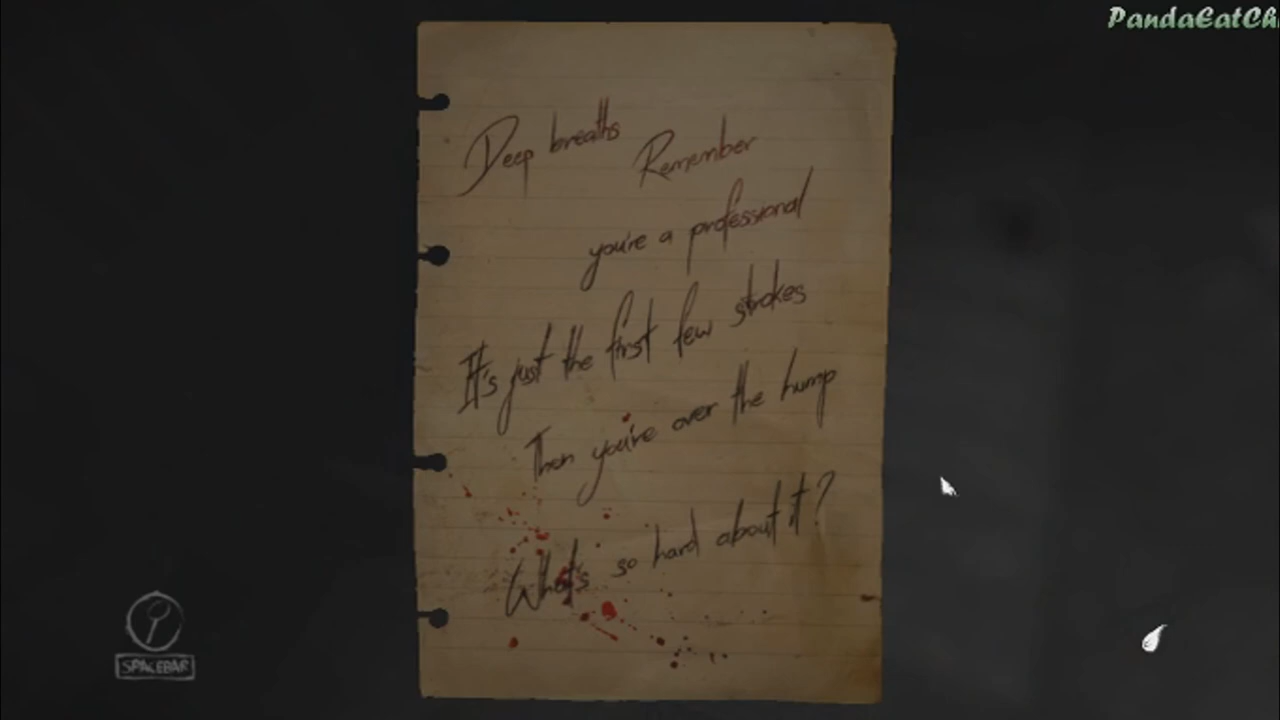 PandaEatCh
Deep breaths
Remember
you're a professional
It's just the first few strokes
Then you're over the hump
What's so hard about it?
SPACEBAR